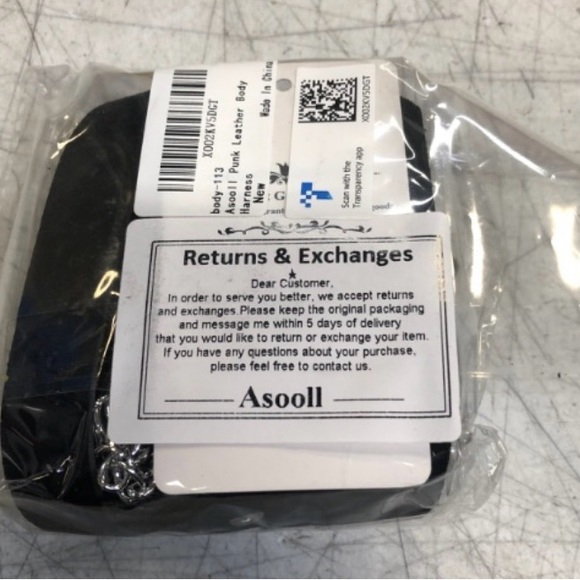 X002KV5DGT
body-113
Asooll Punk Leather Body
Harness
New
Made In China
X002KV5DGT
Scan with the
Transparency app
G
Returns & Exchanges
Dear Customer,
In order to serve you better, we accept returns
and exchanges.Please keep the original packaging
and message me within 5 days of delivery
that you would like to return or exchange your item.
If you have any questions about your purchase,
please feel free to contact us.
Asooll